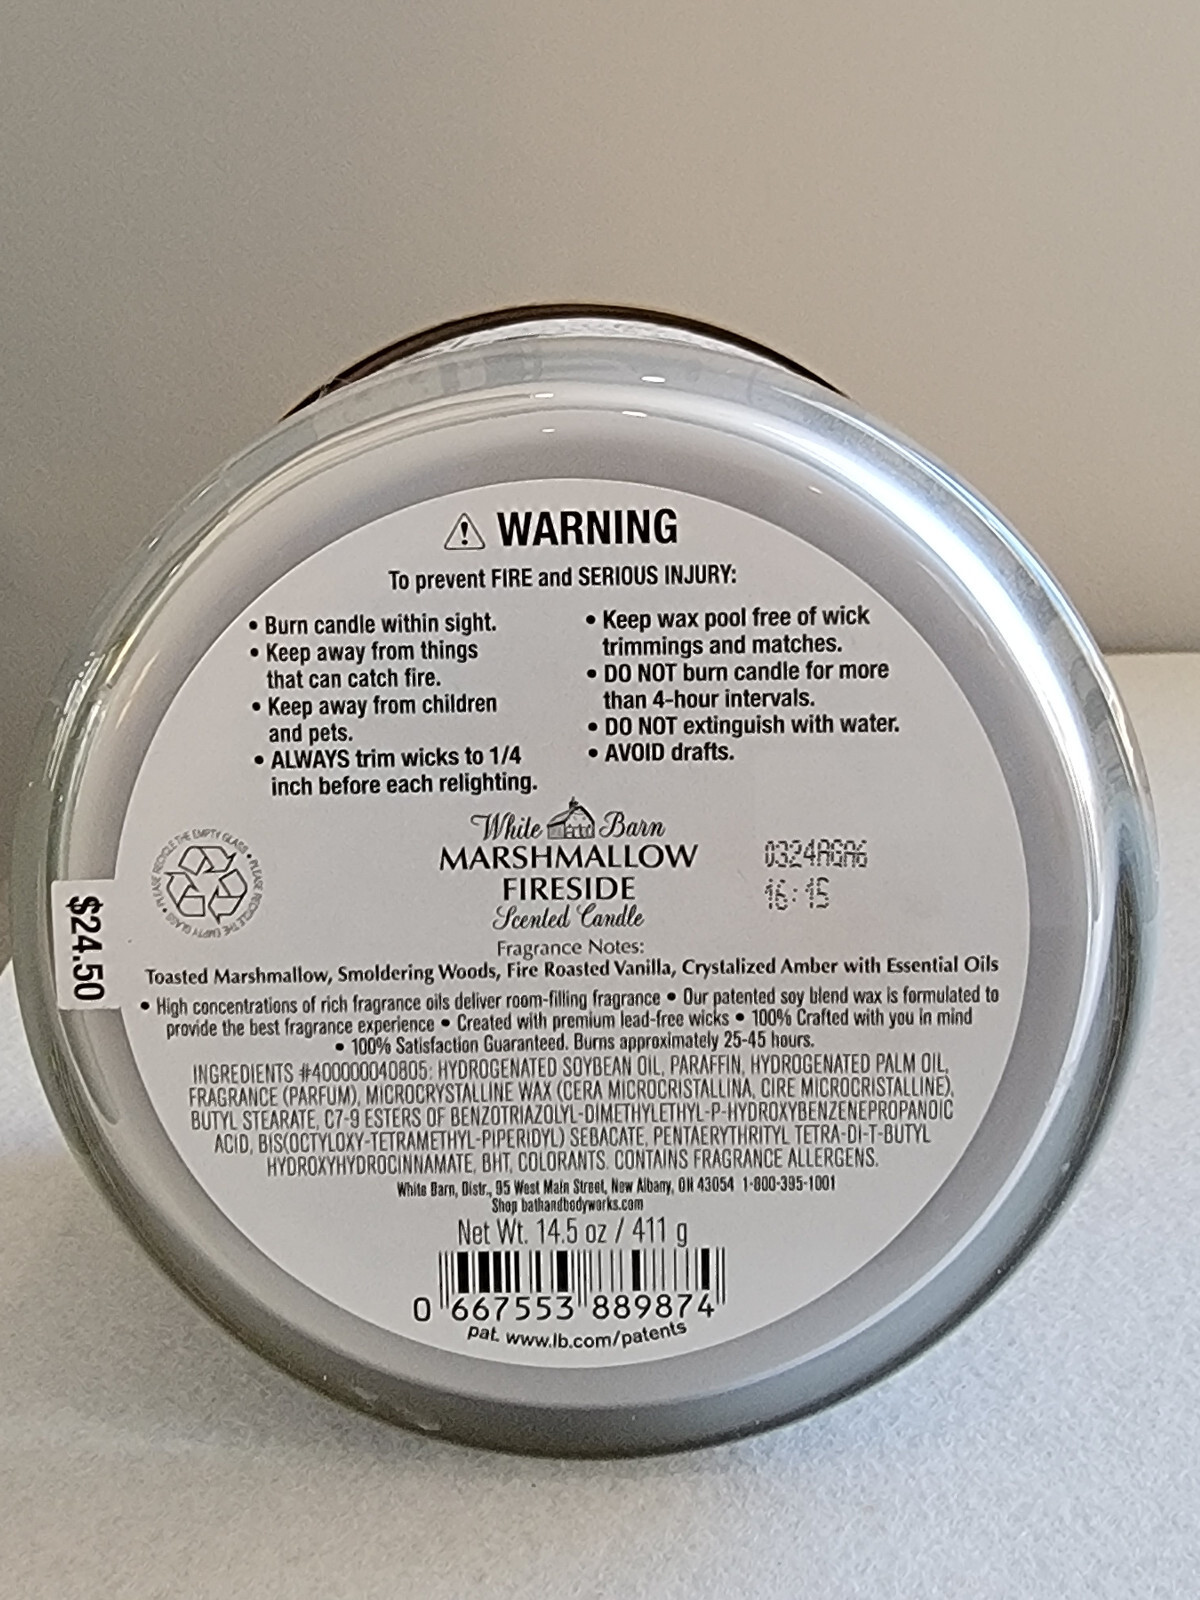 ⚠ WARNING
To prevent FIRE and SERIOUS INJURY:
• Burn candle within sight.
• Keep away from things
that can catch fire.
• Keep away from children
and pets.
• ALWAYS trim wicks to 1/4
inch before each relighting.
• Keep wax pool free of wick
trimmings and matches.
• DO NOT burn candle for more
than 4-hour intervals.
• DO NOT extinguish with water.
• AVOID drafts.
PLEASE RECYCLE THE EMPTY GLASS • PLEASE RECYCLE THE EMPTY GLASS •
$24.50
White Barn
MARSHMALLOW
FIRESIDE
Scented Candle
0324AGA6
16:15
Fragrance Notes:
Toasted Marshmallow, Smoldering Woods, Fire Roasted Vanilla, Crystalized Amber with Essential Oils
• High concentrations of rich fragrance oils deliver room-filling fragrance • Our patented soy blend wax is formulated to
provide the best fragrance experience • Created with premium lead-free wicks • 100% Crafted with you in mind
• 100% Satisfaction Guaranteed. Burns approximately 25-45 hours.
INGREDIENTS #400000040805: HYDROGENATED SOYBEAN OIL, PARAFFIN, HYDROGENATED PALM OIL,
FRAGRANCE (PARFUM), MICROCRYSTALLINE WAX (CERA MICROCRISTALLINA, CIRE MICROCRISTALLINE),
BUTYL STEARATE, C7-9 ESTERS OF BENZOTRIAZOLYL-DIMETHYLETHYL-P-HYDROXYBENZENEPROPANOIC
ACID, BIS(OCTYLOXY-TETRAMETHYL-PIPERIDYL) SEBACATE, PENTAERYTHRITYL TETRA-DI-T-BUTYL
HYDROXYHYDROCINNAMATE, BHT, COLORANTS. CONTAINS FRAGRANCE ALLERGENS.
White Barn, Distr., 95 West Main Street, New Albany, OH 43054 1-800-395-1001
Shop bathandbodyworks.com
Net Wt. 14.5 oz / 411 g
0 667553 889874
pat. www.lb.com/patents